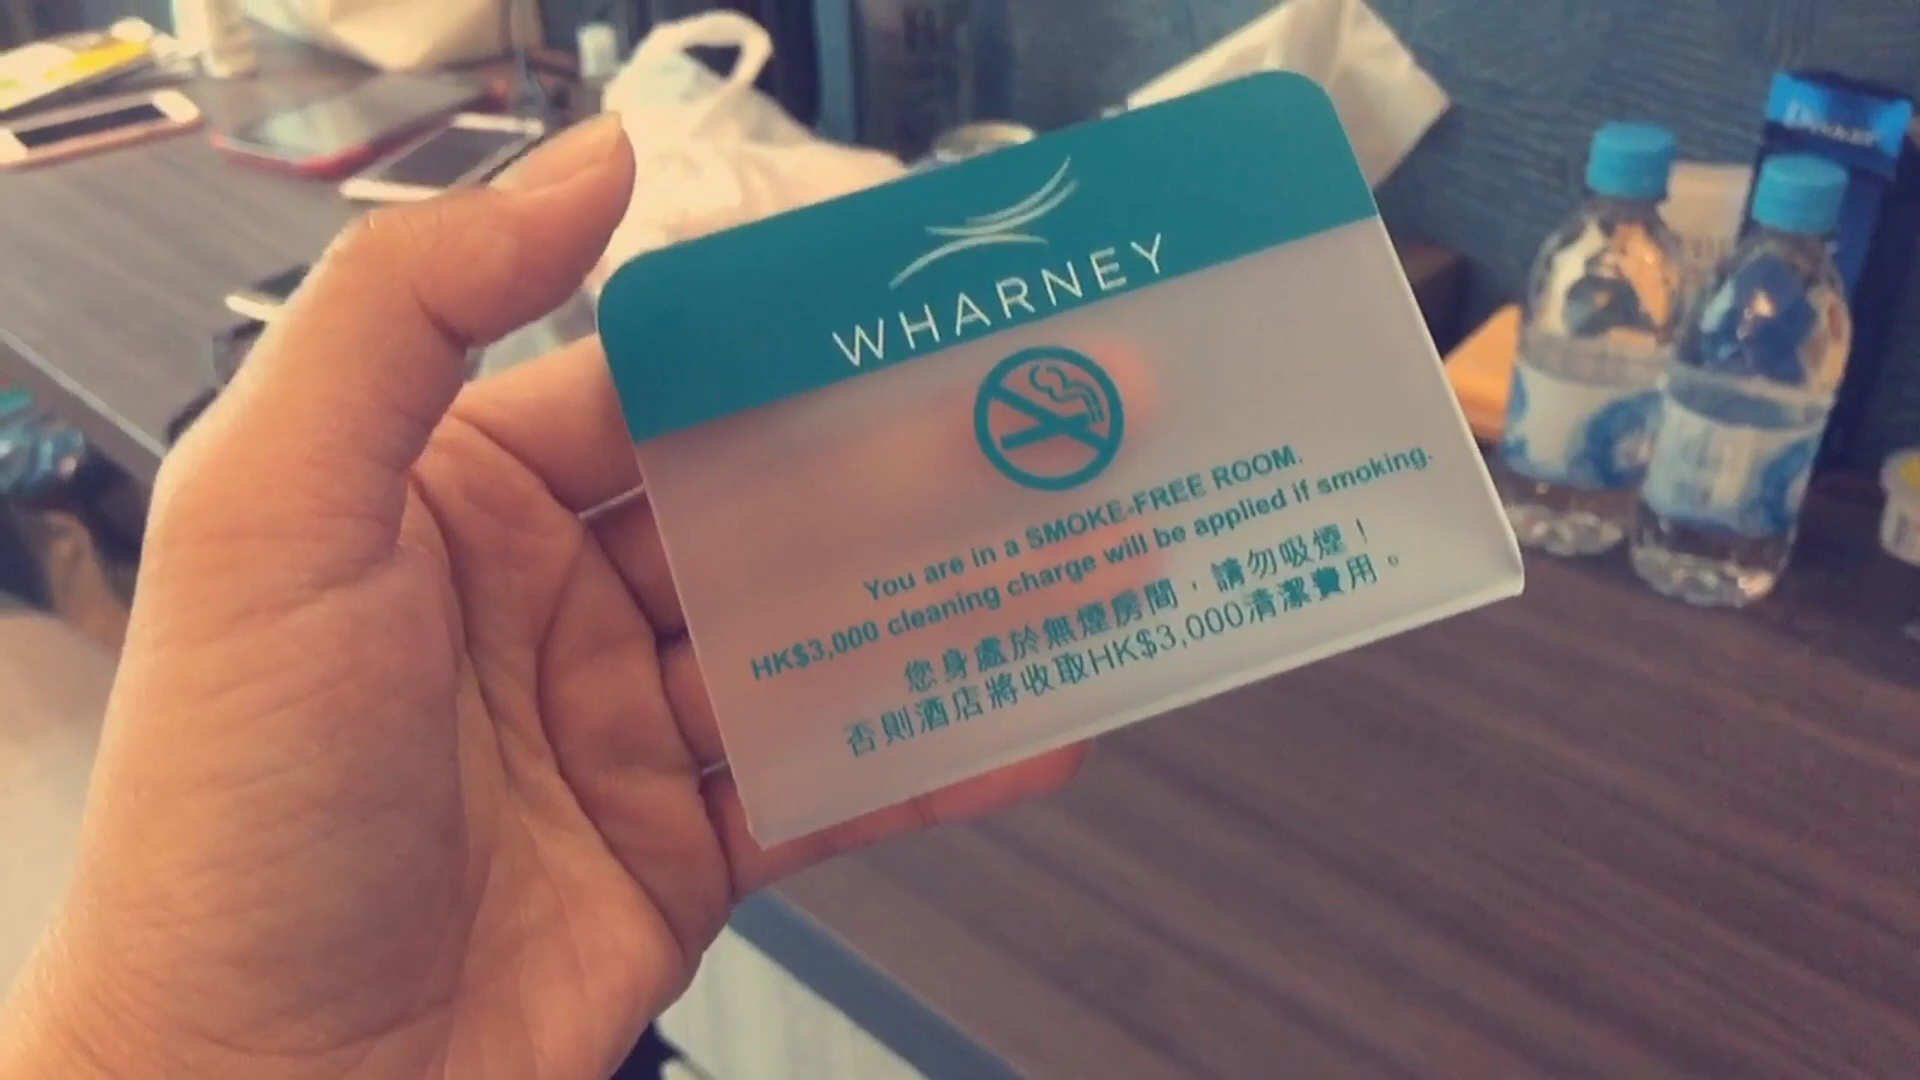 WHARNEY
You are in a SMOKE-FREE ROOM.
HK$3,000 cleaning charge will be applied if smoking.
您身處於無煙房間，請勿吸煙！
否則酒店將收取HK$3,000清潔費用。